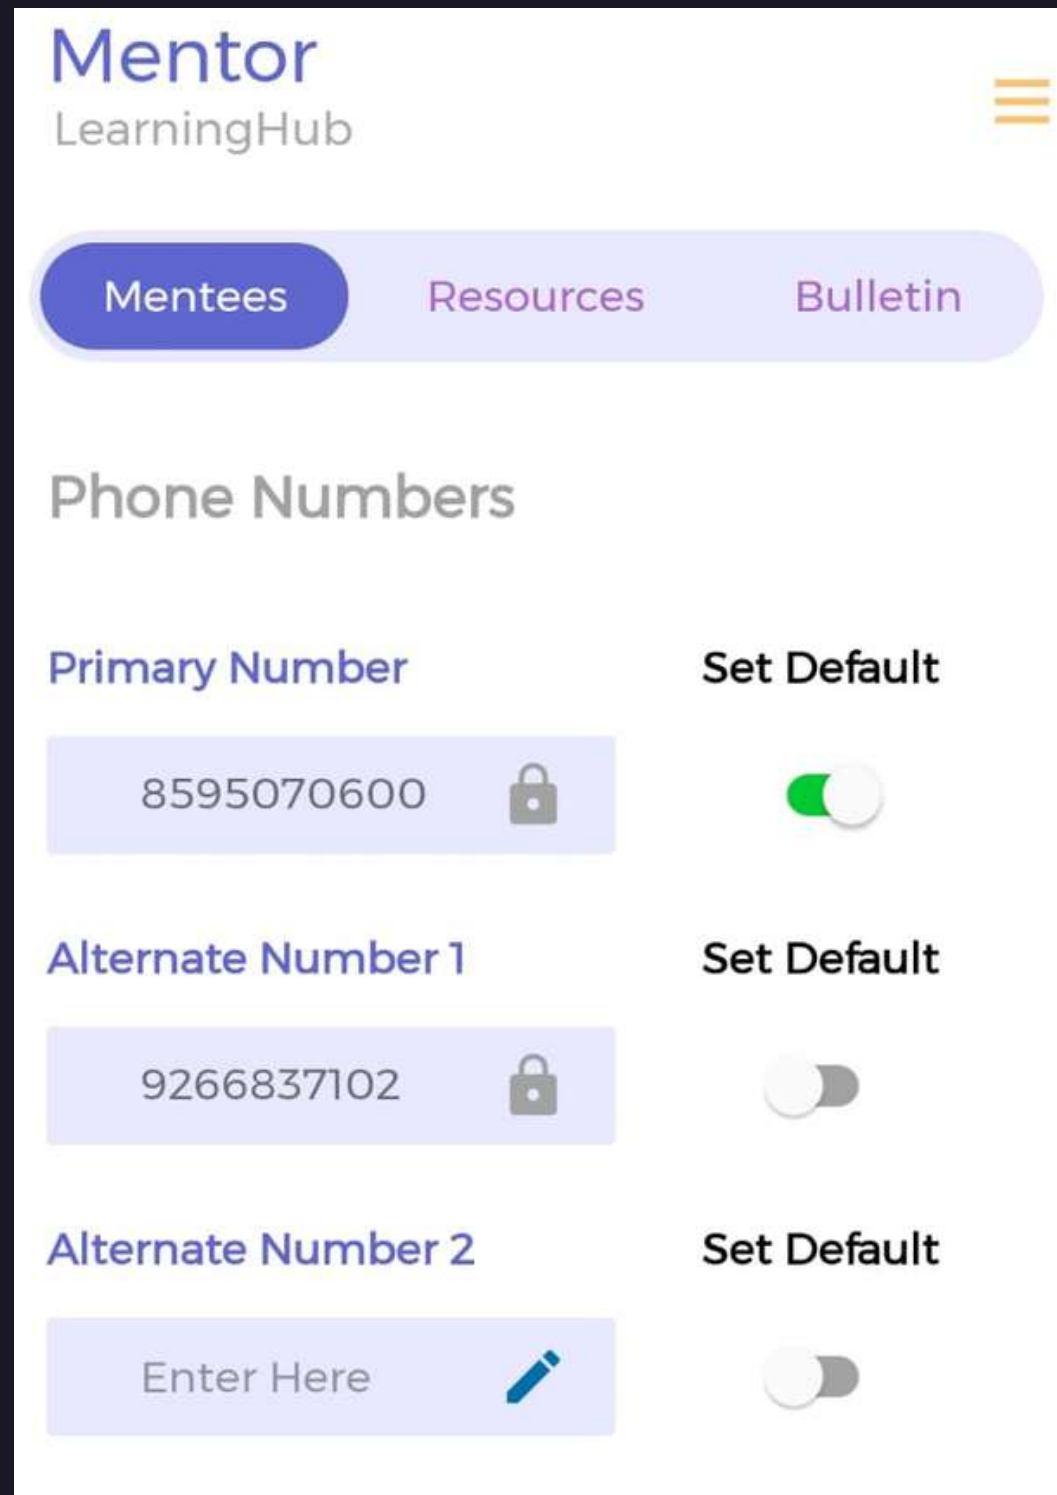 Mentor
LearningHub
Mentees Resources Bulletin
Phone Numbers
Primary Number Set Default
8595070600
Alternate Number 1 Set Default
9266837102
Alternate Number 2 Set Default
Enter Here